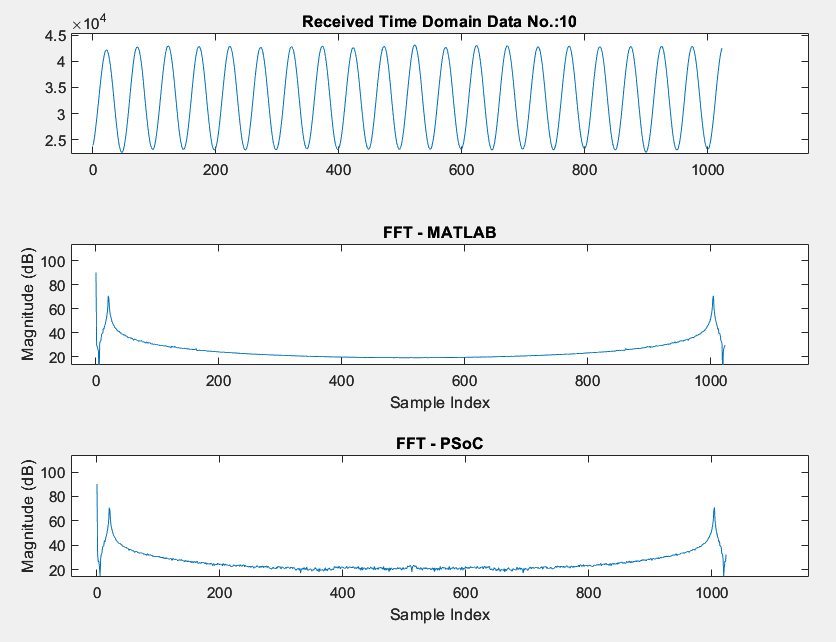 Received Time Domain Data No.:10
×10⁴
4.5
4
3.5
3
2.5
0 200 400 600 800 1000
FFT - MATLAB
Magnitude (dB)
100
80
60
40
20
0 200 400 600 800 1000
Sample Index
FFT - PSoC
Magnitude (dB)
100
80
60
40
20
0 200 400 600 800 1000
Sample Index